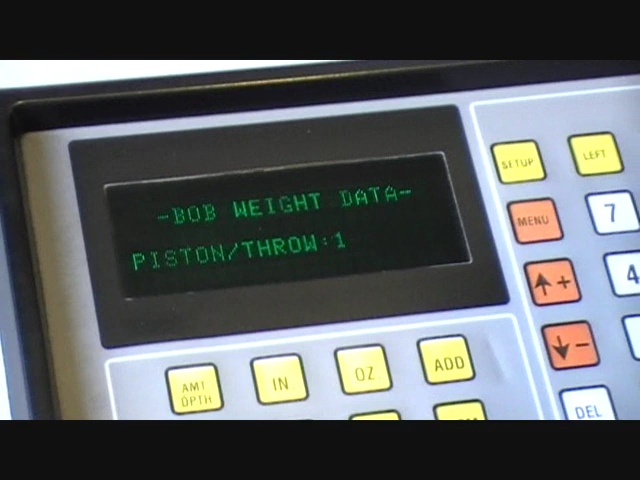 -BOB WEIGHT DATA-
PISTON/THROW:1
SETUP
LEFT
MENU
7
↑+
4
↓-
DEL
AMT
DPTH
IN
OZ
ADD